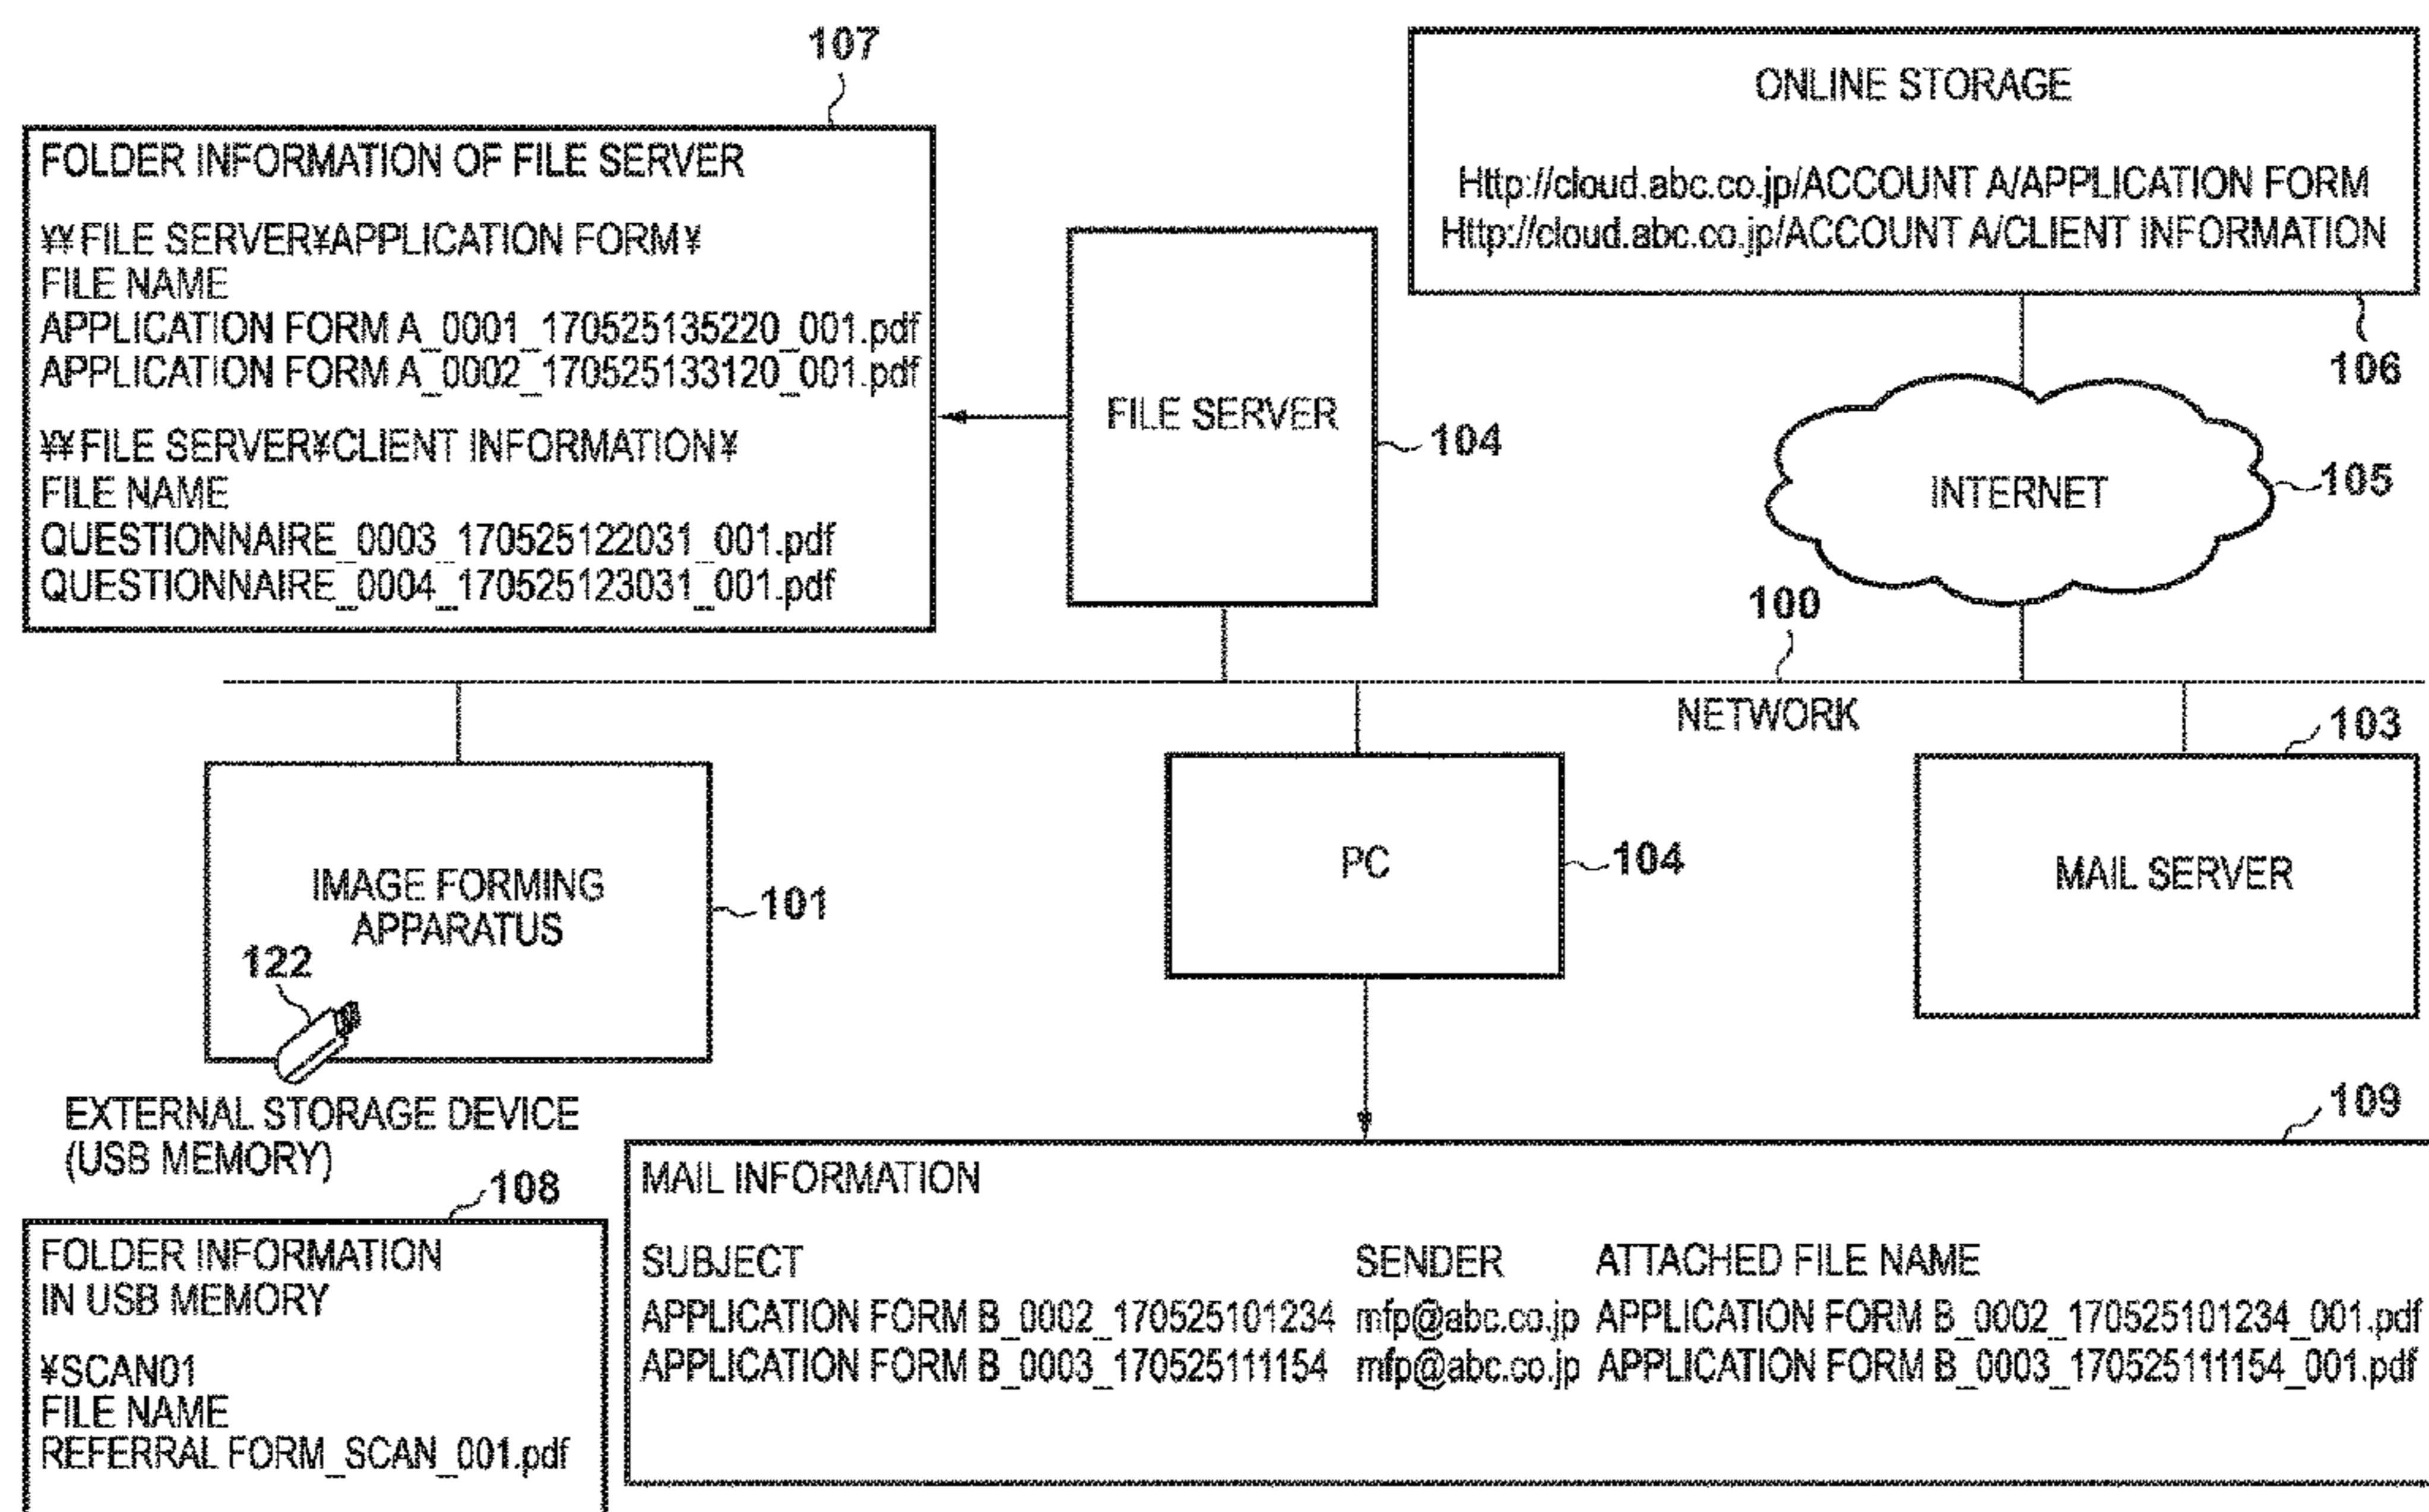 107
FOLDER INFORMATION OF FILE SERVER
¥¥FILE SERVER¥APPLICATION FORM¥
FILE NAME
APPLICATION FORM A_0001_170525135220_001.pdf
APPLICATION FORM A_0002_170525133120_001.pdf
¥¥FILE SERVER¥CLIENT INFORMATION¥
FILE NAME
QUESTIONNAIRE_0003_170525122031_001.pdf
QUESTIONNAIRE_0004_170525123031_001.pdf
FILE SERVER
104
ONLINE STORAGE
Http://cloud.abc.co.jp/ACCOUNT A/APPLICATION FORM
Http://cloud.abc.co.jp/ACCOUNT A/CLIENT INFORMATION
106
INTERNET
105
100
NETWORK
IMAGE FORMING
APPARATUS
101
122
EXTERNAL STORAGE DEVICE
(USB MEMORY)
PC
104
103
MAIL SERVER
108
FOLDER INFORMATION
IN USB MEMORY
¥SCAN01
FILE NAME
REFERRAL FORM_SCAN_001.pdf
109
MAIL INFORMATION
SUBJECT SENDER ATTACHED FILE NAME
APPLICATION FORM B_0002_170525101234 mfp@abc.co.jp APPLICATION FORM B_0002_170525101234_001.pdf
APPLICATION FORM B_0003_170525111154 mfp@abc.co.jp APPLICATION FORM B_0003_170525111154_001.pdf